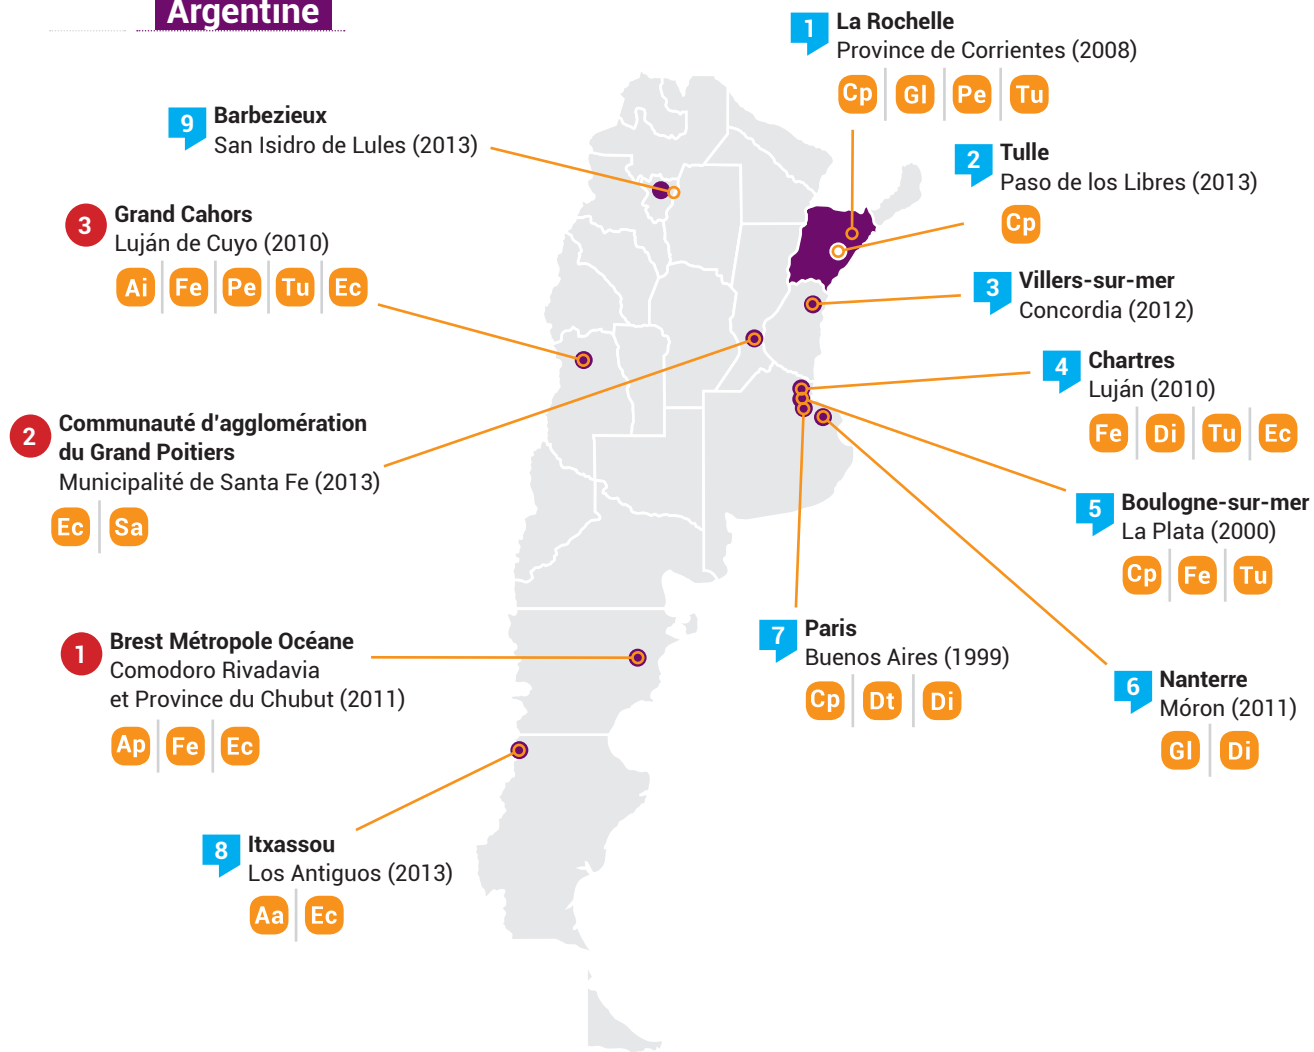 Argentine
1
La Rochelle
Province de Corrientes (2008)
Cp Gl Pe Tu
9
Barbezieux
San Isidro de Lules (2013)
2
Tulle
Paso de los Libres (2013)
Cp
3
Grand Cahors
Luján de Cuyo (2010)
Ai Fe Pe Tu Ec
3
Villers-sur-mer
Concordia (2012)
4
Chartres
Luján (2010)
Fe Di Tu Ec
2
Communauté d'agglomération
du Grand Poitiers
Municipalité de Santa Fe (2013)
Ec Sa
5
Boulogne-sur-mer
La Plata (2000)
Cp Fe Tu
1
Brest Métropole Océane
Comodoro Rivadavia
et Province du Chubut (2011)
Ap Fe Ec
7
Paris
Buenos Aires (1999)
Cp Dt Di
6
Nanterre
Móron (2011)
Gl Di
8
Itxassou
Los Antiguos (2013)
Aa Ec